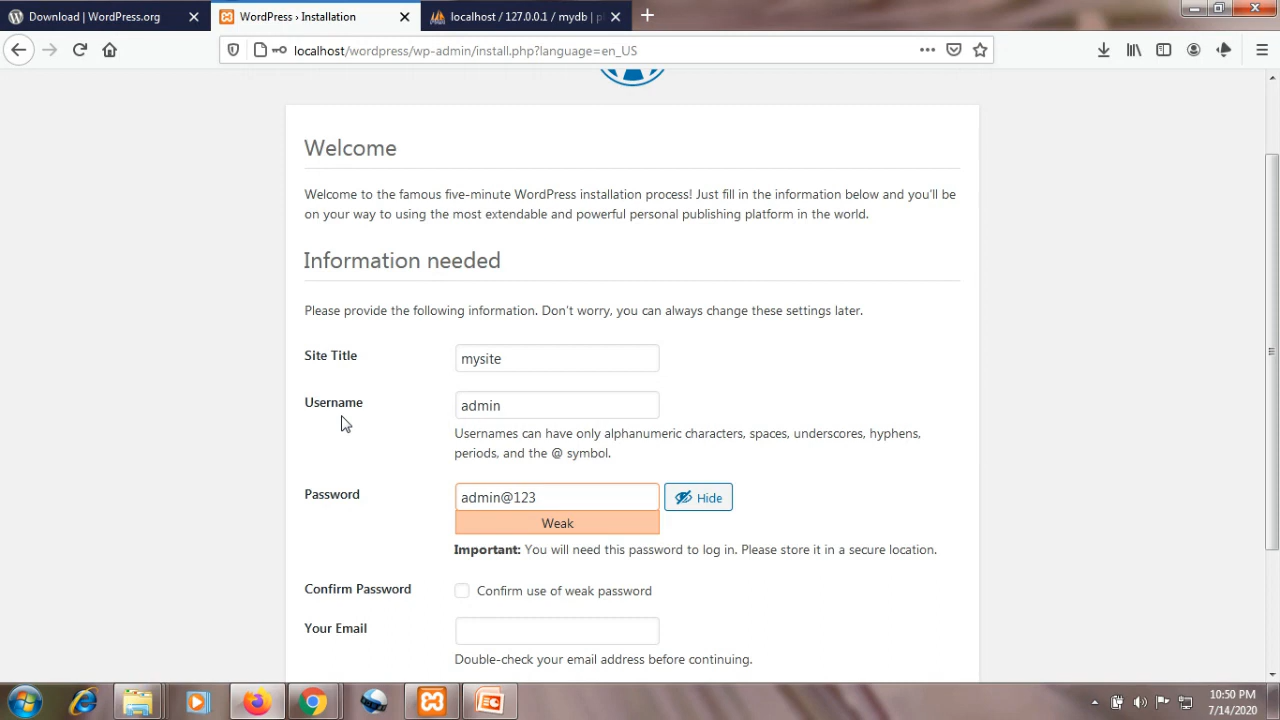 Download | WordPress.org
WordPress › Installation
localhost / 127.0.0.1 / mydb |
localhost/wordpress/wp-admin/install.php?language=en_US
Welcome
Welcome to the famous five-minute WordPress installation process! Just fill in the information below and you'll be
on your way to using the most extendable and powerful personal publishing platform in the world.
Information needed
Please provide the following information. Don't worry, you can always change these settings later.
Site Title
mysite
Username
admin
Usernames can have only alphanumeric characters, spaces, underscores, hyphens,
periods, and the @ symbol.
Password
admin@123
Hide
Weak
Important: You will need this password to log in. Please store it in a secure location.
Confirm Password
Confirm use of weak password
Your Email
Double-check your email address before continuing.
10:50 PM
7/14/2020